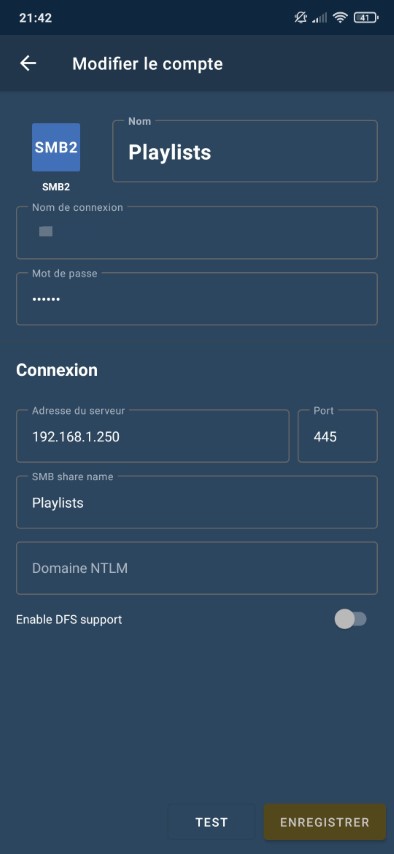 21:42
41
Modifier le compte
SMB2
SMB2
Nom
Playlists
Nom de connexion
Mot de passe
••••••
Connexion
Adresse du serveur
192.168.1.250
Port
445
SMB share name
Playlists
Domaine NTLM
Enable DFS support
TEST
ENREGISTRER